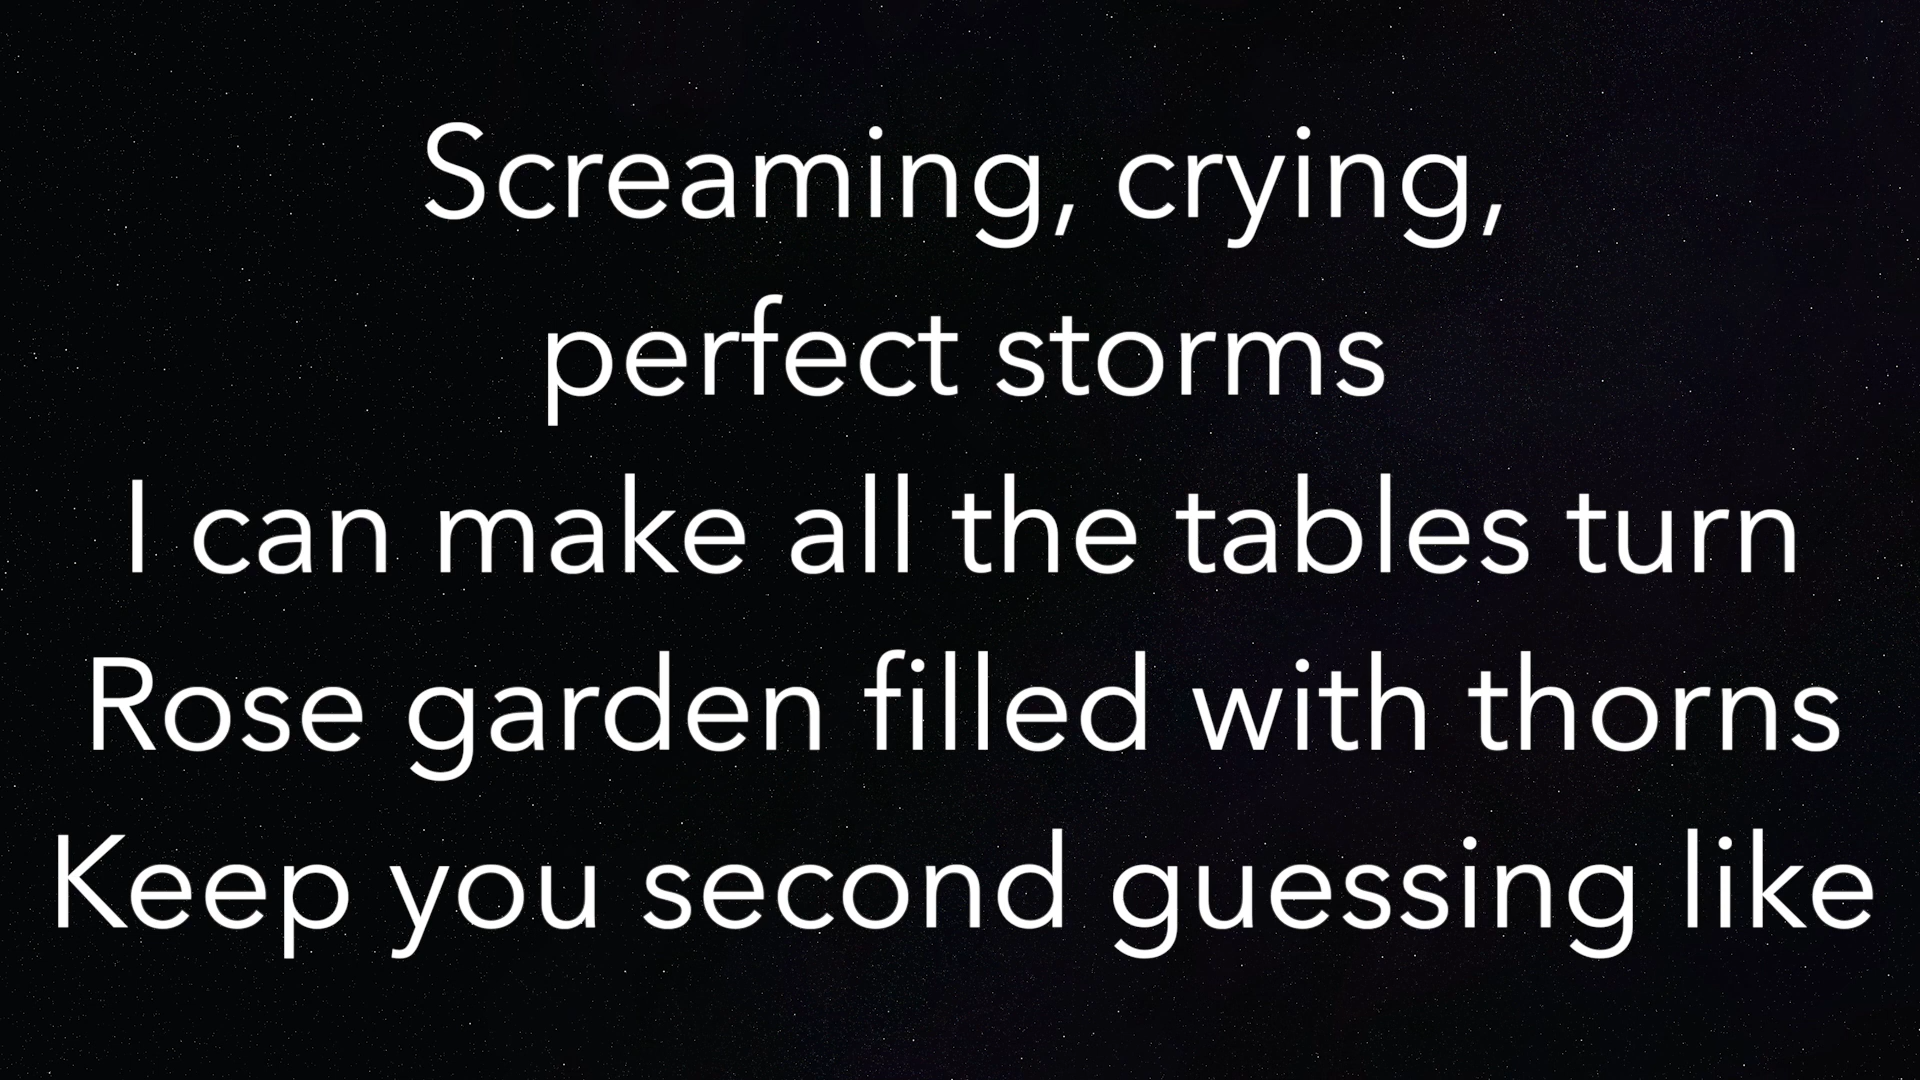 Screaming, crying,
perfect storms
I can make all the tables turn
Rose garden filled with thorns
Keep you second guessing like